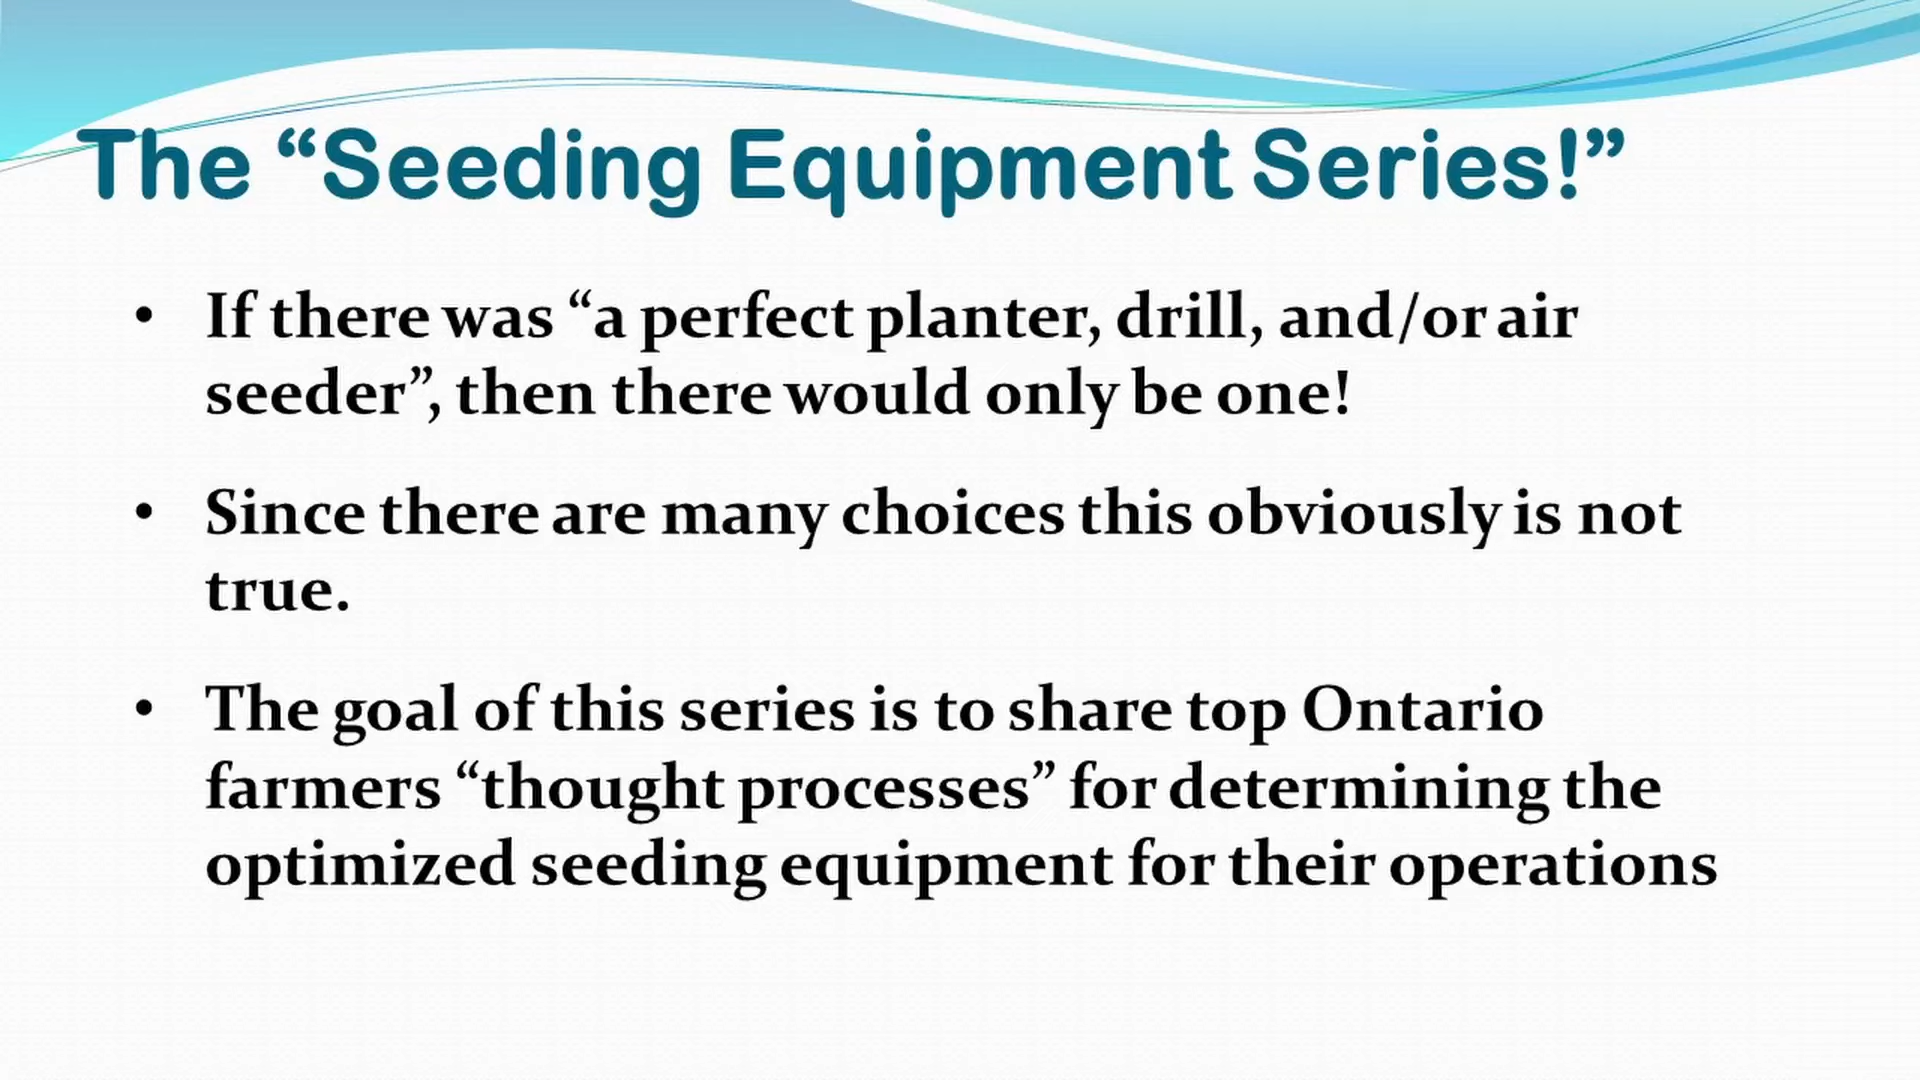 The “Seeding Equipment Series!”
• If there was “a perfect planter, drill, and/or air
seeder”, then there would only be one!
• Since there are many choices this obviously is not
true.
• The goal of this series is to share top Ontario
farmers “thought processes” for determining the
optimized seeding equipment for their operations